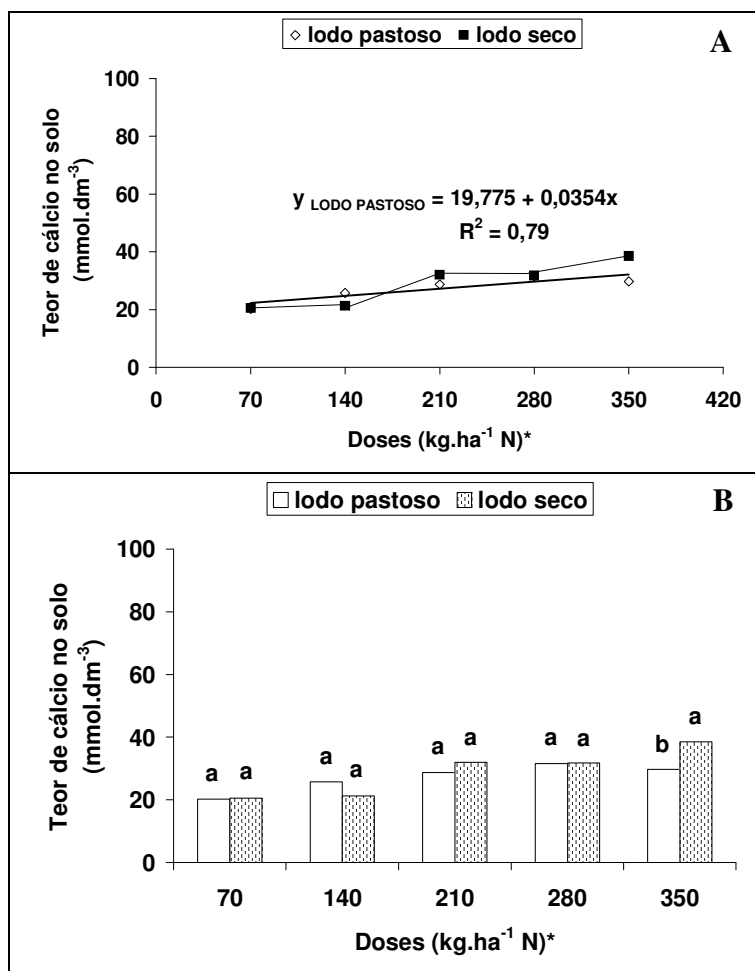 lodo pastoso lodo seco
A
Teor de cálcio no solo
(mmol.dm⁻³)
100
80
60
40
20
0
y LODO PASTOSO = 19,775 + 0,0354x
R² = 0,79
0 70 140 210 280 350 420
Doses (kg.ha⁻¹ N)*
lodo pastoso lodo seco
B
Teor de cálcio no solo
(mmol.dm⁻³)
100
80
60
40
20
0
a a a a a a a a b a
70 140 210 280 350
Doses (kg.ha⁻¹ N)*